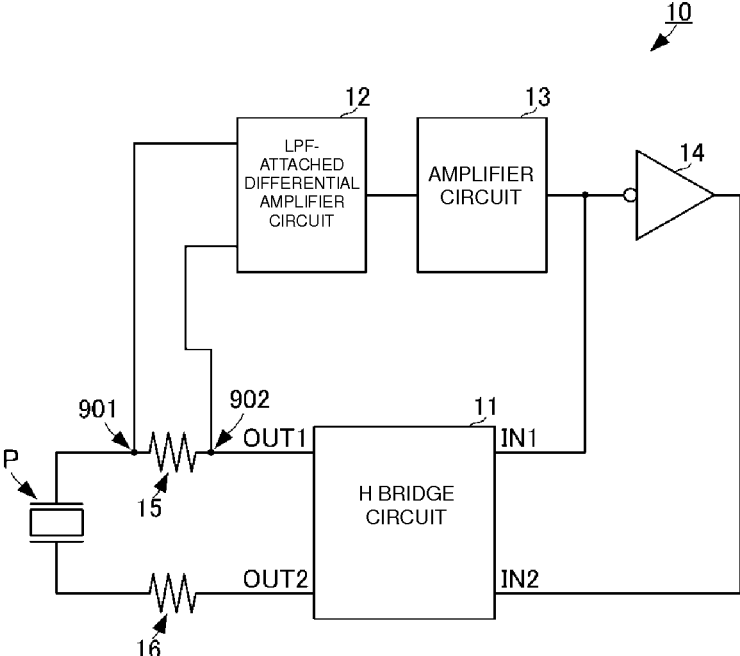 10
12
13
14
LPF-
ATTACHED
DIFFERENTIAL
AMPLIFIER
CIRCUIT
AMPLIFIER
CIRCUIT
901
902
11
OUT1
IN1
P
15
H BRIDGE
CIRCUIT
OUT2
IN2
16